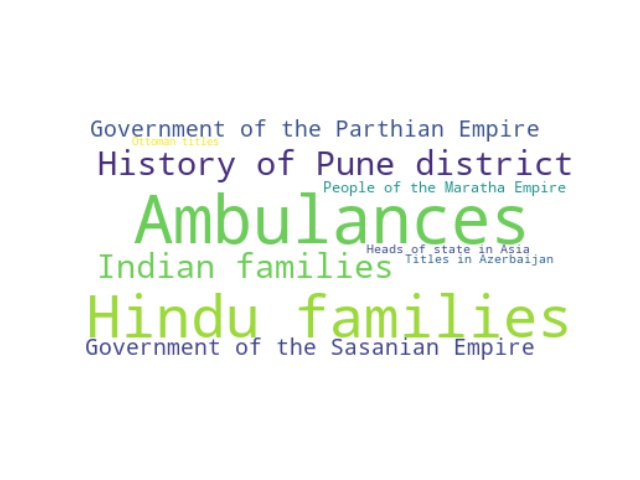 Government of the Parthian Empire
Ottoman titles
History of Pune district
People of the Maratha Empire
Ambulances
Heads of state in Asia
Titles in Azerbaijan
Indian families
Hindu families
Government of the Sasanian Empire